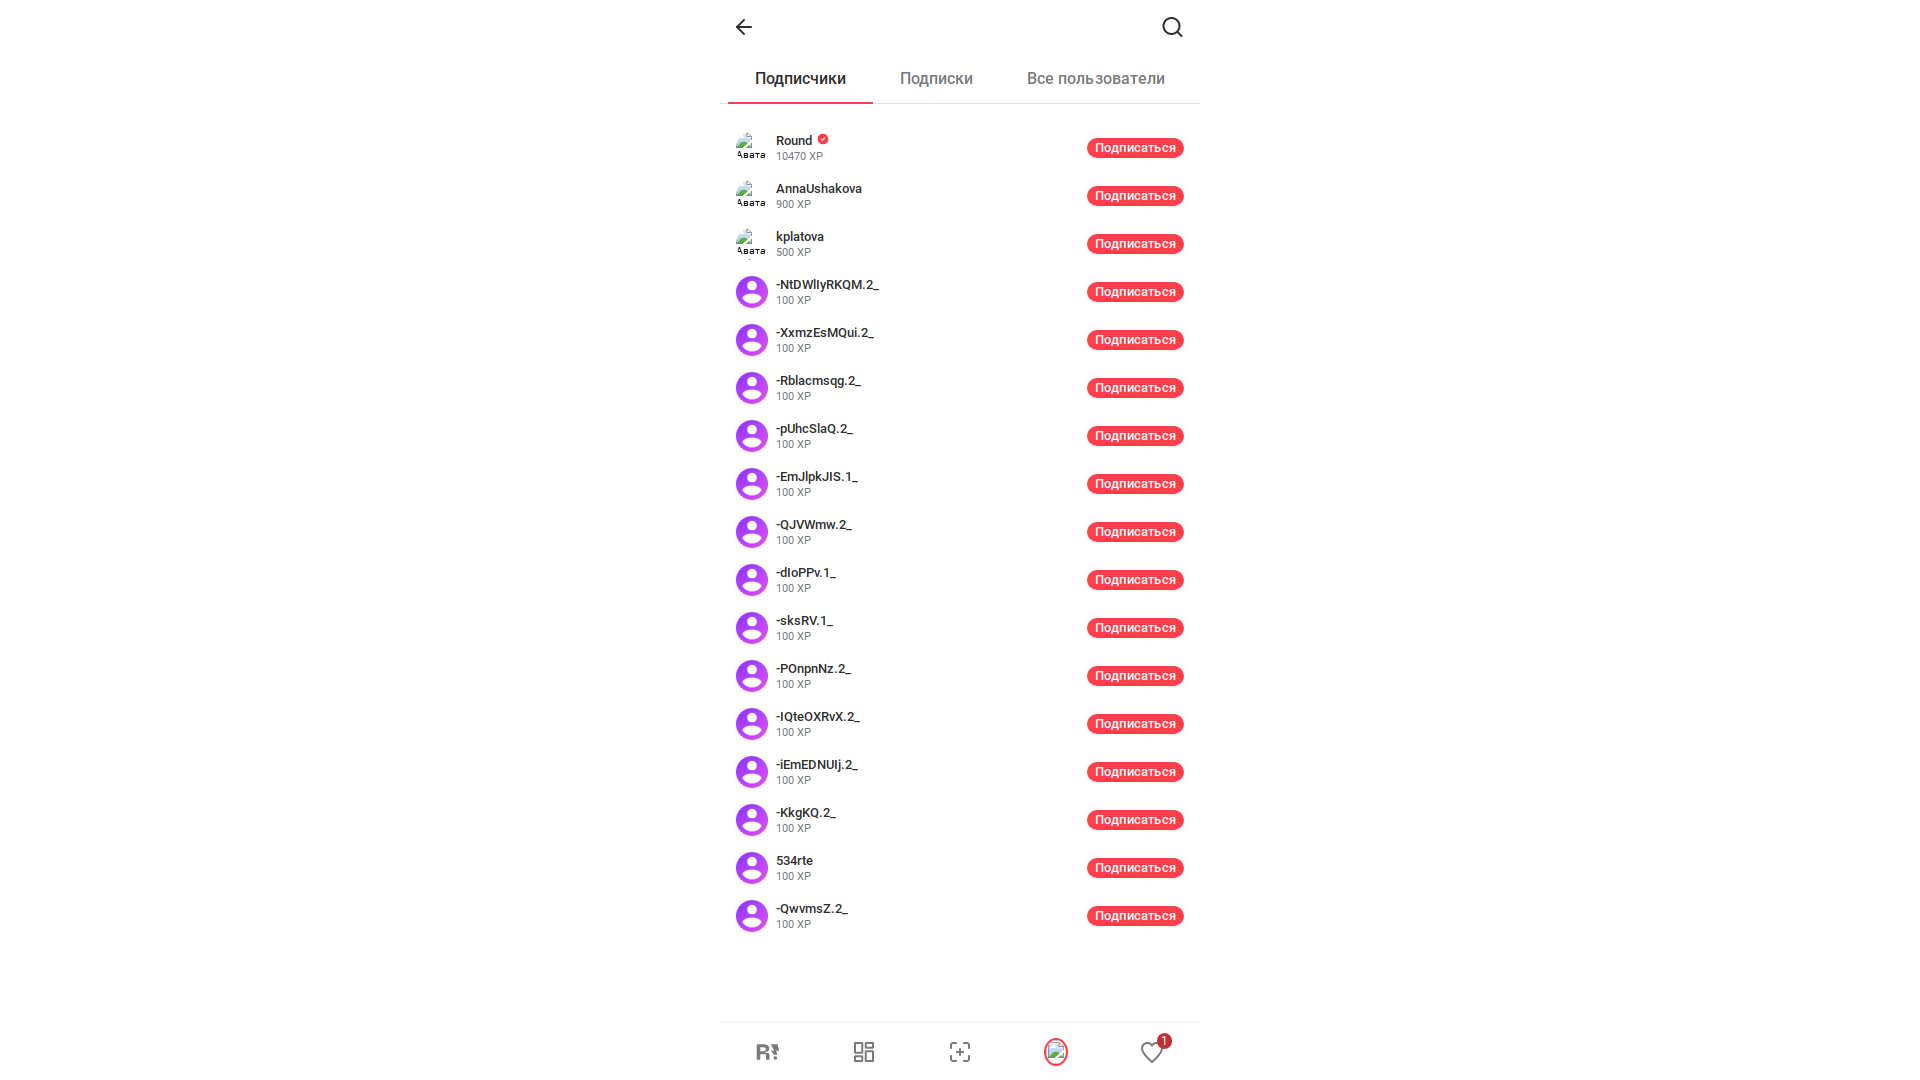 Подписчики Подписки Все пользователи
Авата Round Подписаться
10470 XP
Авата AnnaUshakova Подписаться
900 XP
Авата kplatova Подписаться
500 XP
-NtDWlIyRKQM.2_ Подписаться
100 XP
-XxmzEsMQui.2_ Подписаться
100 XP
-Rblacmsqg.2_ Подписаться
100 XP
-pUhcSlaQ.2_ Подписаться
100 XP
-EmJlpkJIS.1_ Подписаться
100 XP
-QJVWmw.2_ Подписаться
100 XP
-dIoPPv.1_ Подписаться
100 XP
-sksRV.1_ Подписаться
100 XP
-POnpnNz.2_ Подписаться
100 XP
-IQteOXRvX.2_ Подписаться
100 XP
-iEmEDNUIj.2_ Подписаться
100 XP
-KkgKQ.2_ Подписаться
100 XP
534rte Подписаться
100 XP
-QwvmsZ.2_ Подписаться
100 XP
1